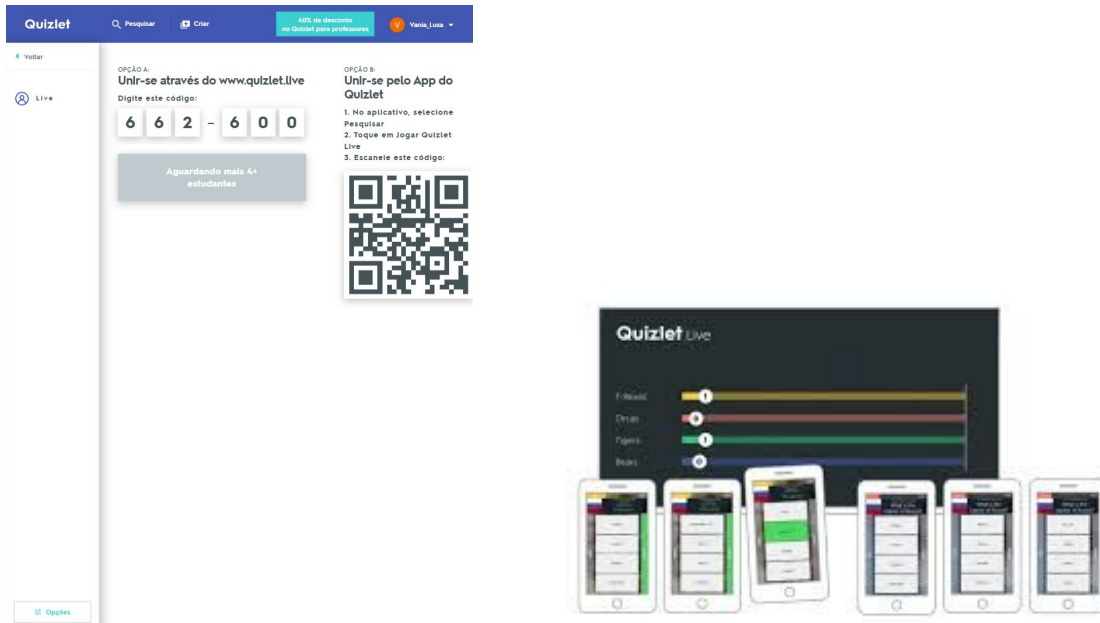 Quizlet
Pesquisar
Criar
40% de desconto
no Quizlet para professores
V
Vania_Lusa
Voltar
Live
OPÇÃO A:
Unir-se através do www.quizlet.live
Digite este código:
6 6 2 - 6 0 0
Aguardando mais 4+
estudantes
OPÇÃO B:
Unir-se pelo App do
Quizlet
1. No aplicativo, selecione
Pesquisar
2. Toque em Jogar Quizlet
Live
3. Escaneie este código:
Opções
Quizlet Live
Tigers
Bears